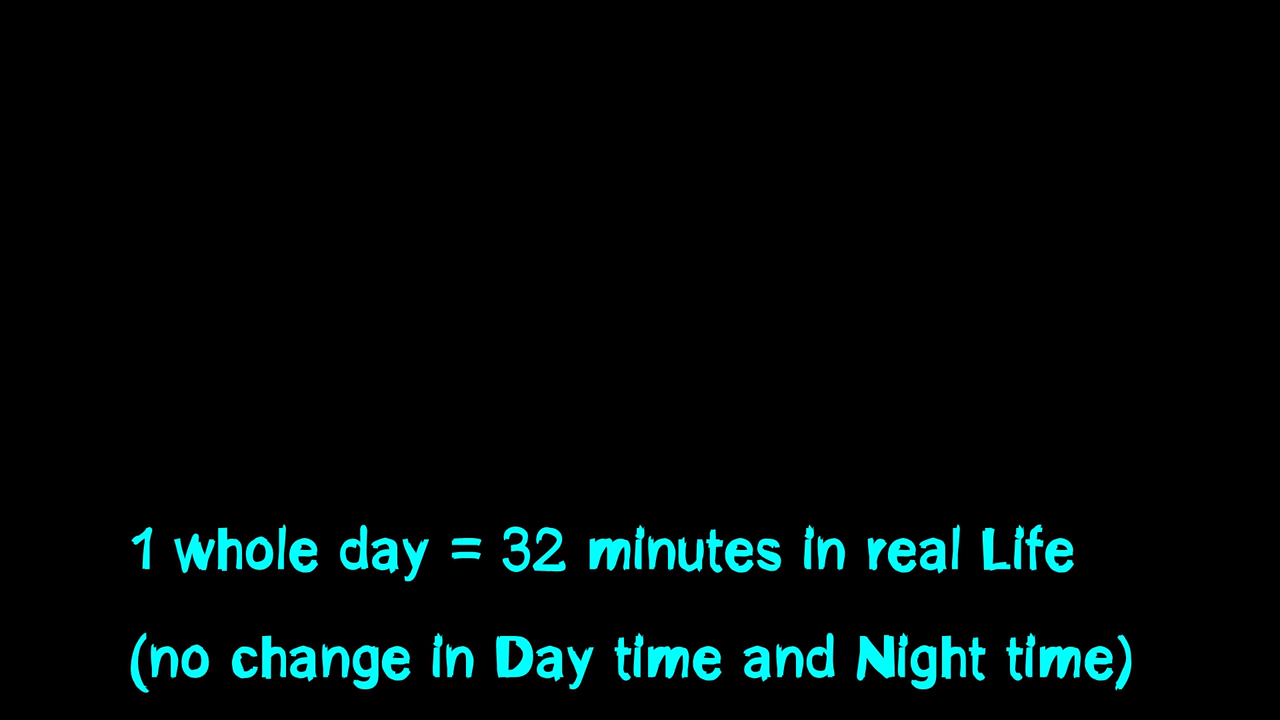 1 whole day = 32 minutes in real Life
(no change in Day time and Night time)